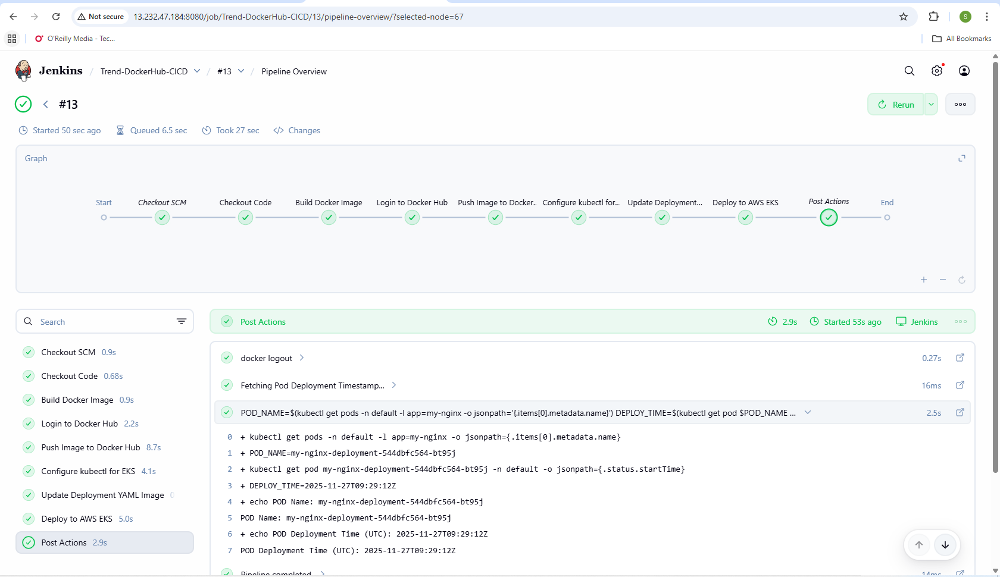 Not secure
13.232.47.184:8080/job/Trend-DockerHub-CICD/13/pipeline-overview/?selected-node=67
S
O'Reilly Media - Tec...
All Bookmarks
Jenkins / Trend-DockerHub-CICD / #13 / Pipeline Overview
#13
Rerun
Started 50 sec ago
Queued 6.5 sec
Took 27 sec
</> Changes
Graph
Start
Checkout SCM
Checkout Code
Build Docker Image
Login to Docker Hub
Push Image to Docker..
Configure kubectl for..
Update Deployment...
Deploy to AWS EKS
Post Actions
End
Search
Checkout SCM 0.9s
Checkout Code 0.68s
Build Docker Image 0.9s
Login to Docker Hub 2.2s
Push Image to Docker Hub 8.7s
Configure kubectl for EKS 4.1s
Update Deployment YAML Image
Deploy to AWS EKS 5.0s
Post Actions 2.9s
Post Actions
2.9s
Started 53s ago
Jenkins
docker logout 0.27s
Fetching Pod Deployment Timestamp... 16ms
POD_NAME=$(kubectl get pods -n default -l app=my-nginx -o jsonpath='{.items[0].metadata.name}') DEPLOY_TIME=$(kubectl get pod $POD_NAME ... 2.5s
0 + kubectl get pods -n default -l app=my-nginx -o jsonpath={.items[0].metadata.name}
1 + POD_NAME=my-nginx-deployment-544dbfc564-bt95j
2 + kubectl get pod my-nginx-deployment-544dbfc564-bt95j -n default -o jsonpath={.status.startTime}
3 + DEPLOY_TIME=2025-11-27T09:29:12Z
4 + echo POD Name: my-nginx-deployment-544dbfc564-bt95j
5 POD Name: my-nginx-deployment-544dbfc564-bt95j
6 + echo POD Deployment Time (UTC): 2025-11-27T09:29:12Z
7 POD Deployment Time (UTC): 2025-11-27T09:29:12Z
Pipeline completed 14ms